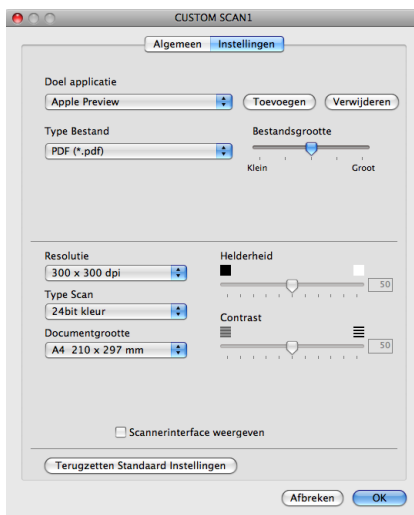 CUSTOM SCAN1
Algemeen Instellingen
Doel applicatie
Apple Preview Toevoegen Verwijderen
Type Bestand Bestandsgrootte
PDF (*.pdf)
Klein Groot
Resolutie Helderheid
300 x 300 dpi
50
Type Scan
24bit kleur Contrast
Documentgrootte
A4 210 x 297 mm 50
Scannerinterface weergeven
Terugzetten Standaard Instellingen
Afbreken OK